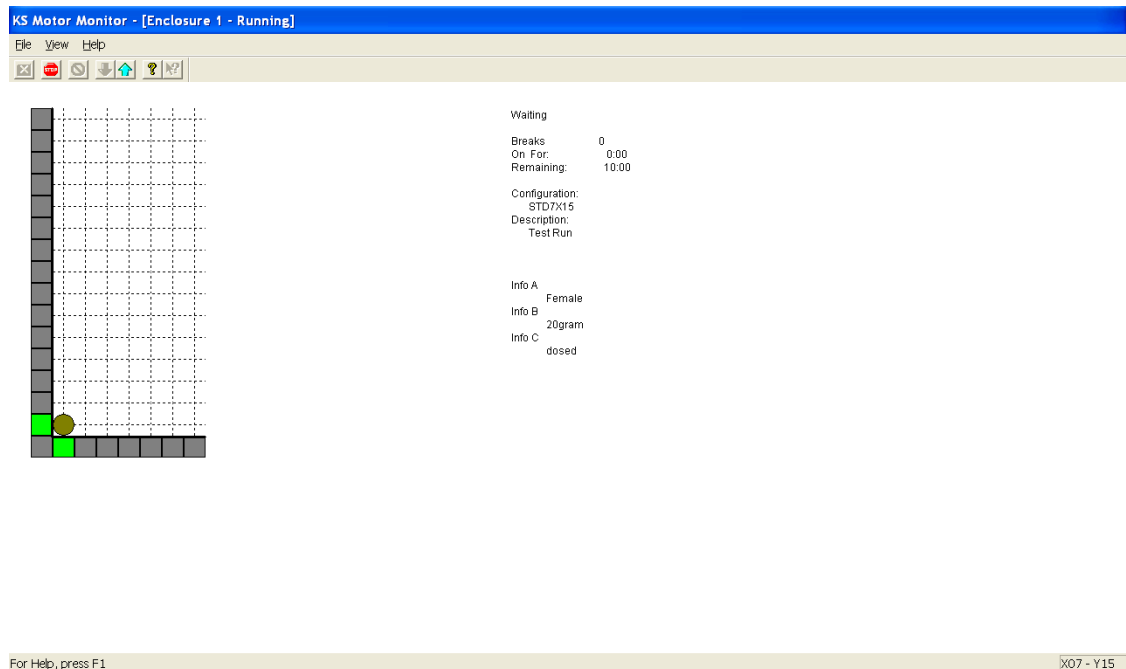 KS Motor Monitor - [Enclosure 1 - Running]
File View Help
STOP
Waiting
Breaks 0
On For: 0:00
Remaining: 10:00
Configuration:
STD7X15
Description:
Test Run
Info A
Female
Info B
20gram
Info C
dosed
For Help, press F1
X07 - Y15